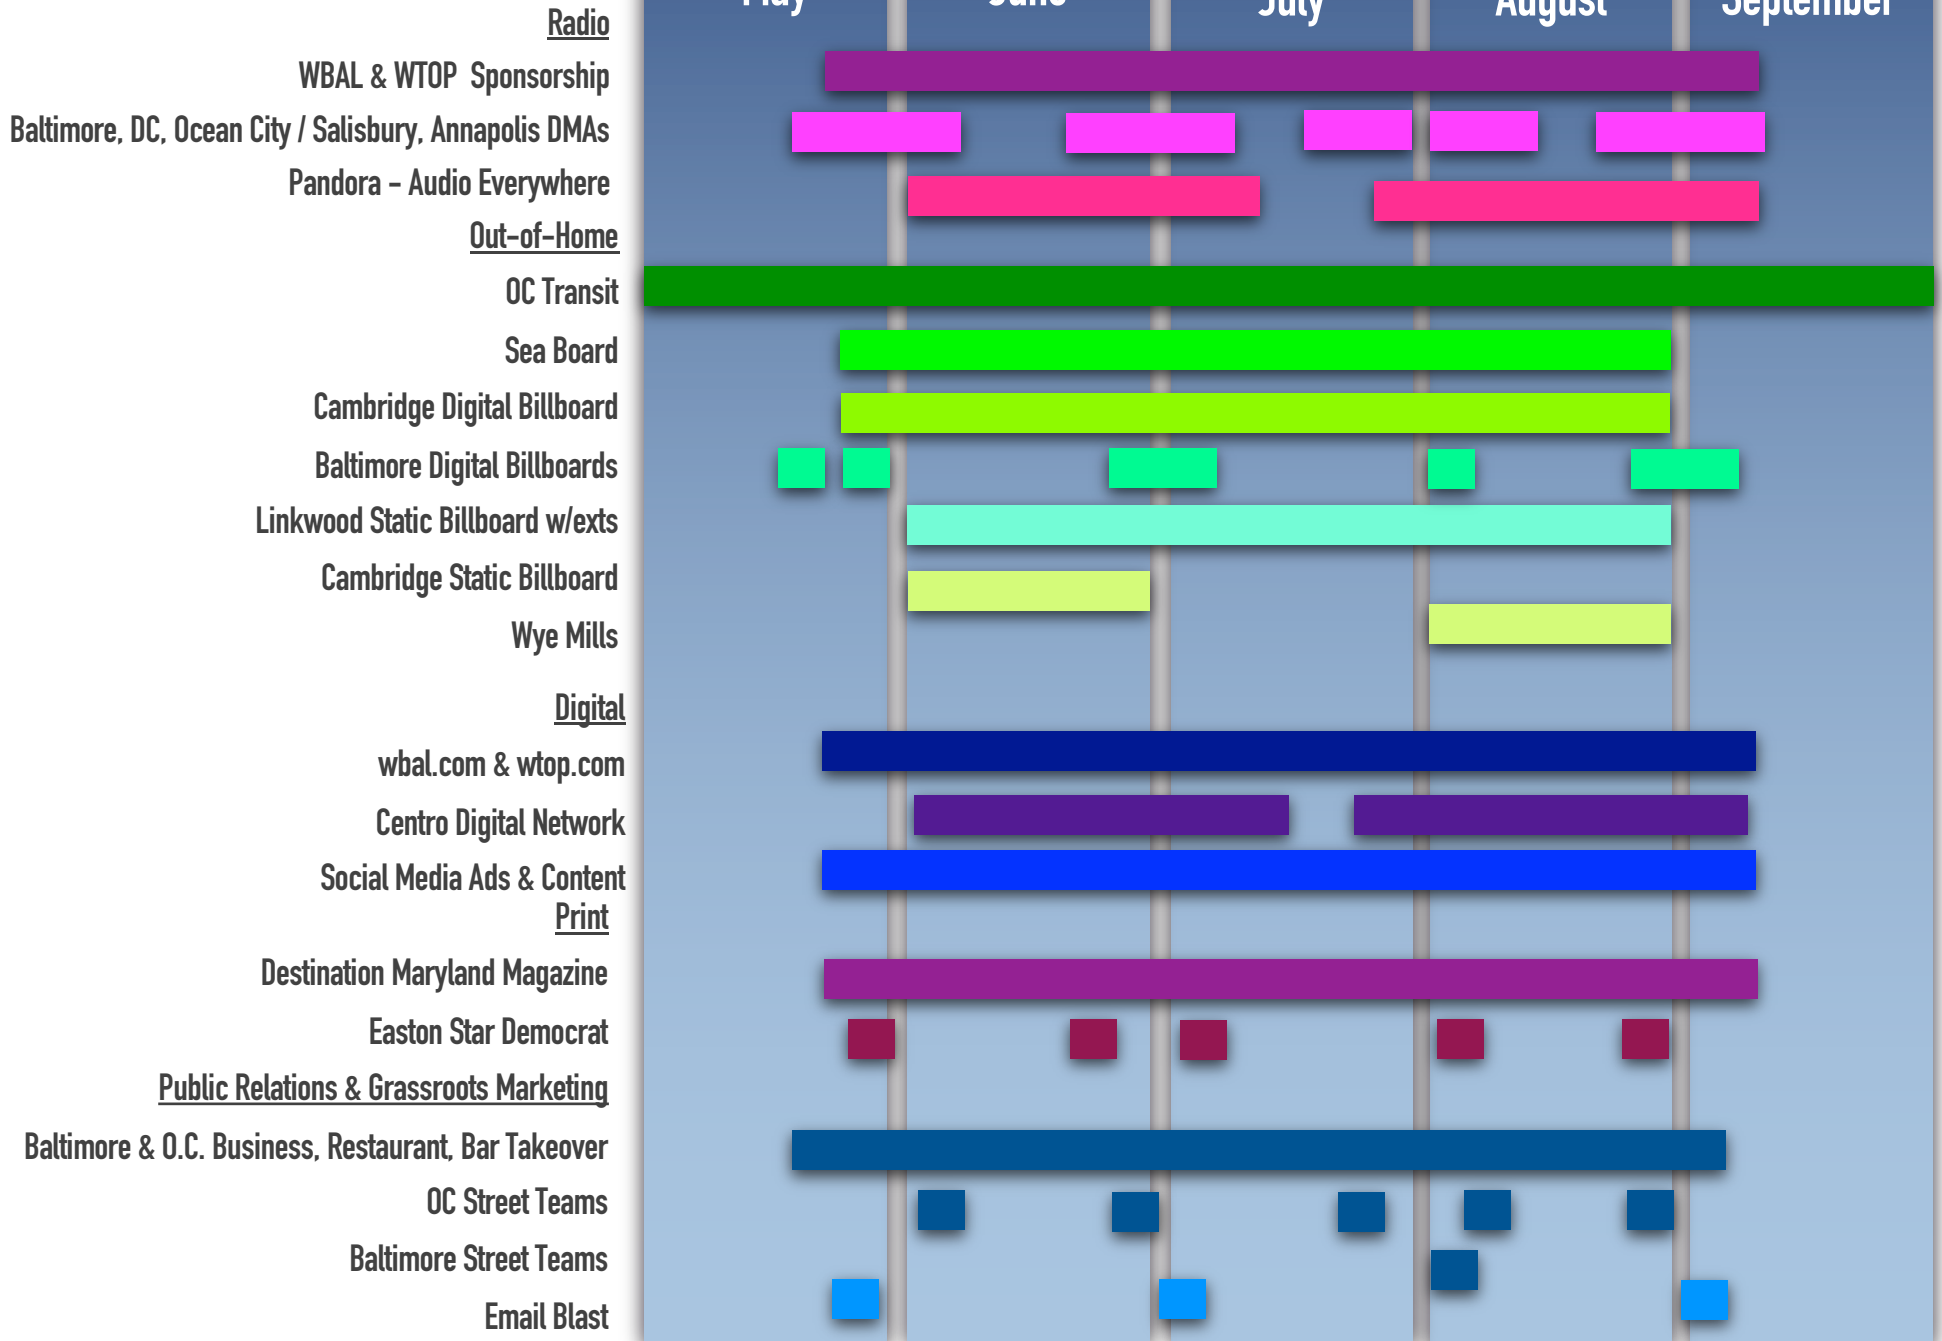 May June July August September
Radio
WBAL & WTOP Sponsorship
Baltimore, DC, Ocean City / Salisbury, Annapolis DMAs
Pandora - Audio Everywhere
Out-of-Home
OC Transit
Sea Board
Cambridge Digital Billboard
Baltimore Digital Billboards
Linkwood Static Billboard w/exts
Cambridge Static Billboard
Wye Mills
Digital
wbal.com & wtop.com
Centro Digital Network
Social Media Ads & Content
Print
Destination Maryland Magazine
Easton Star Democrat
Public Relations & Grassroots Marketing
Baltimore & O.C. Business, Restaurant, Bar Takeover
OC Street Teams
Baltimore Street Teams
Email Blast